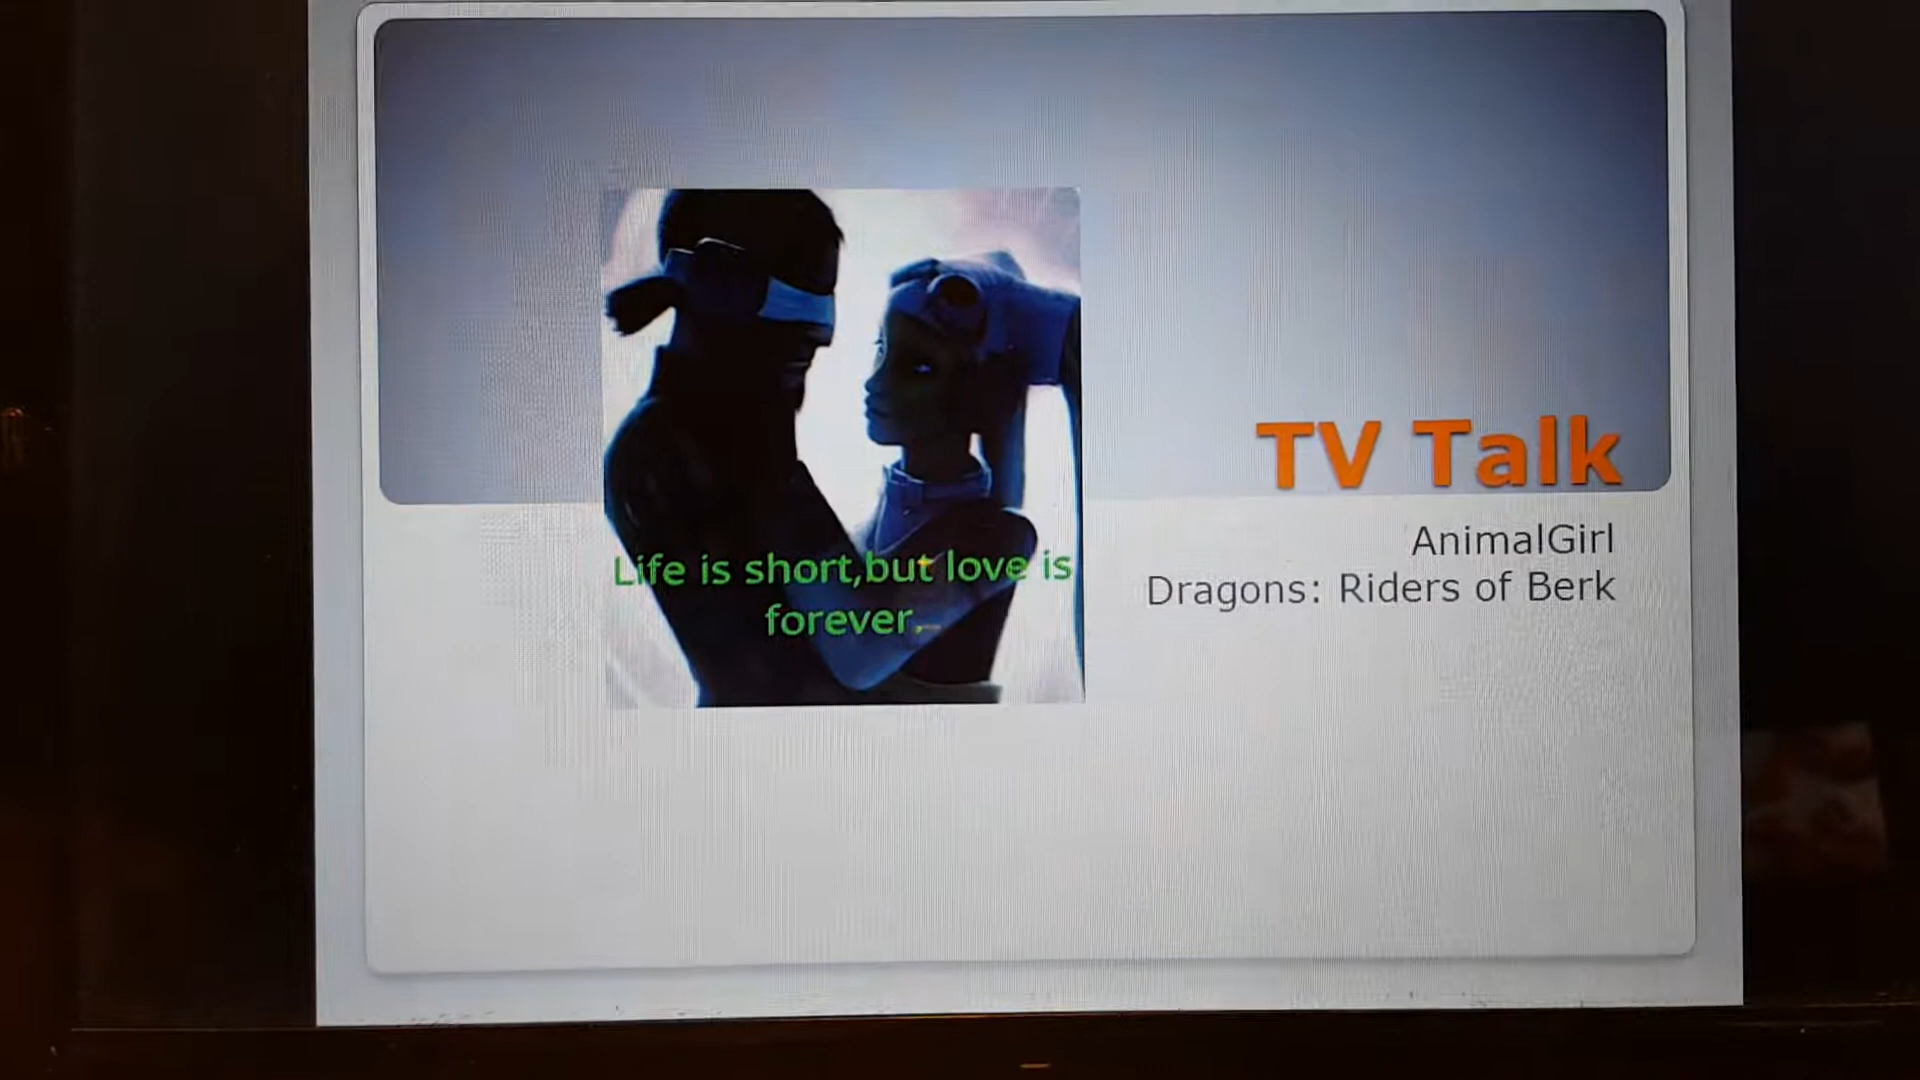 Life is short,but love is
forever.
TV Talk
AnimalGirl
Dragons: Riders of Berk